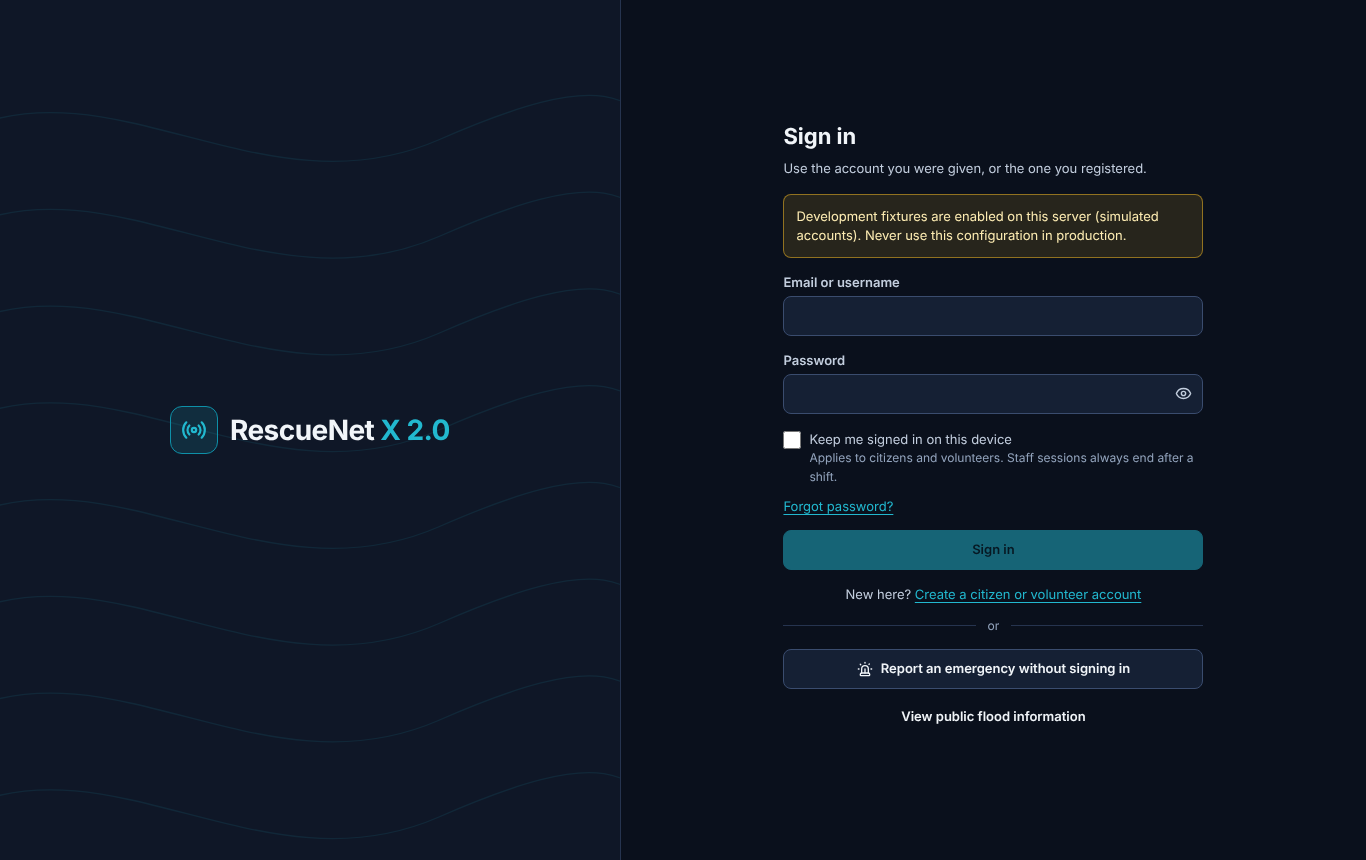 RescueNet X 2.0
Sign in
Use the account you were given, or the one you registered.
Development fixtures are enabled on this server (simulated
accounts). Never use this configuration in production.
Email or username
Password
Keep me signed in on this device
Applies to citizens and volunteers. Staff sessions always end after a
shift.
Forgot password?
Sign in
New here? Create a citizen or volunteer account
or
Report an emergency without signing in
View public flood information